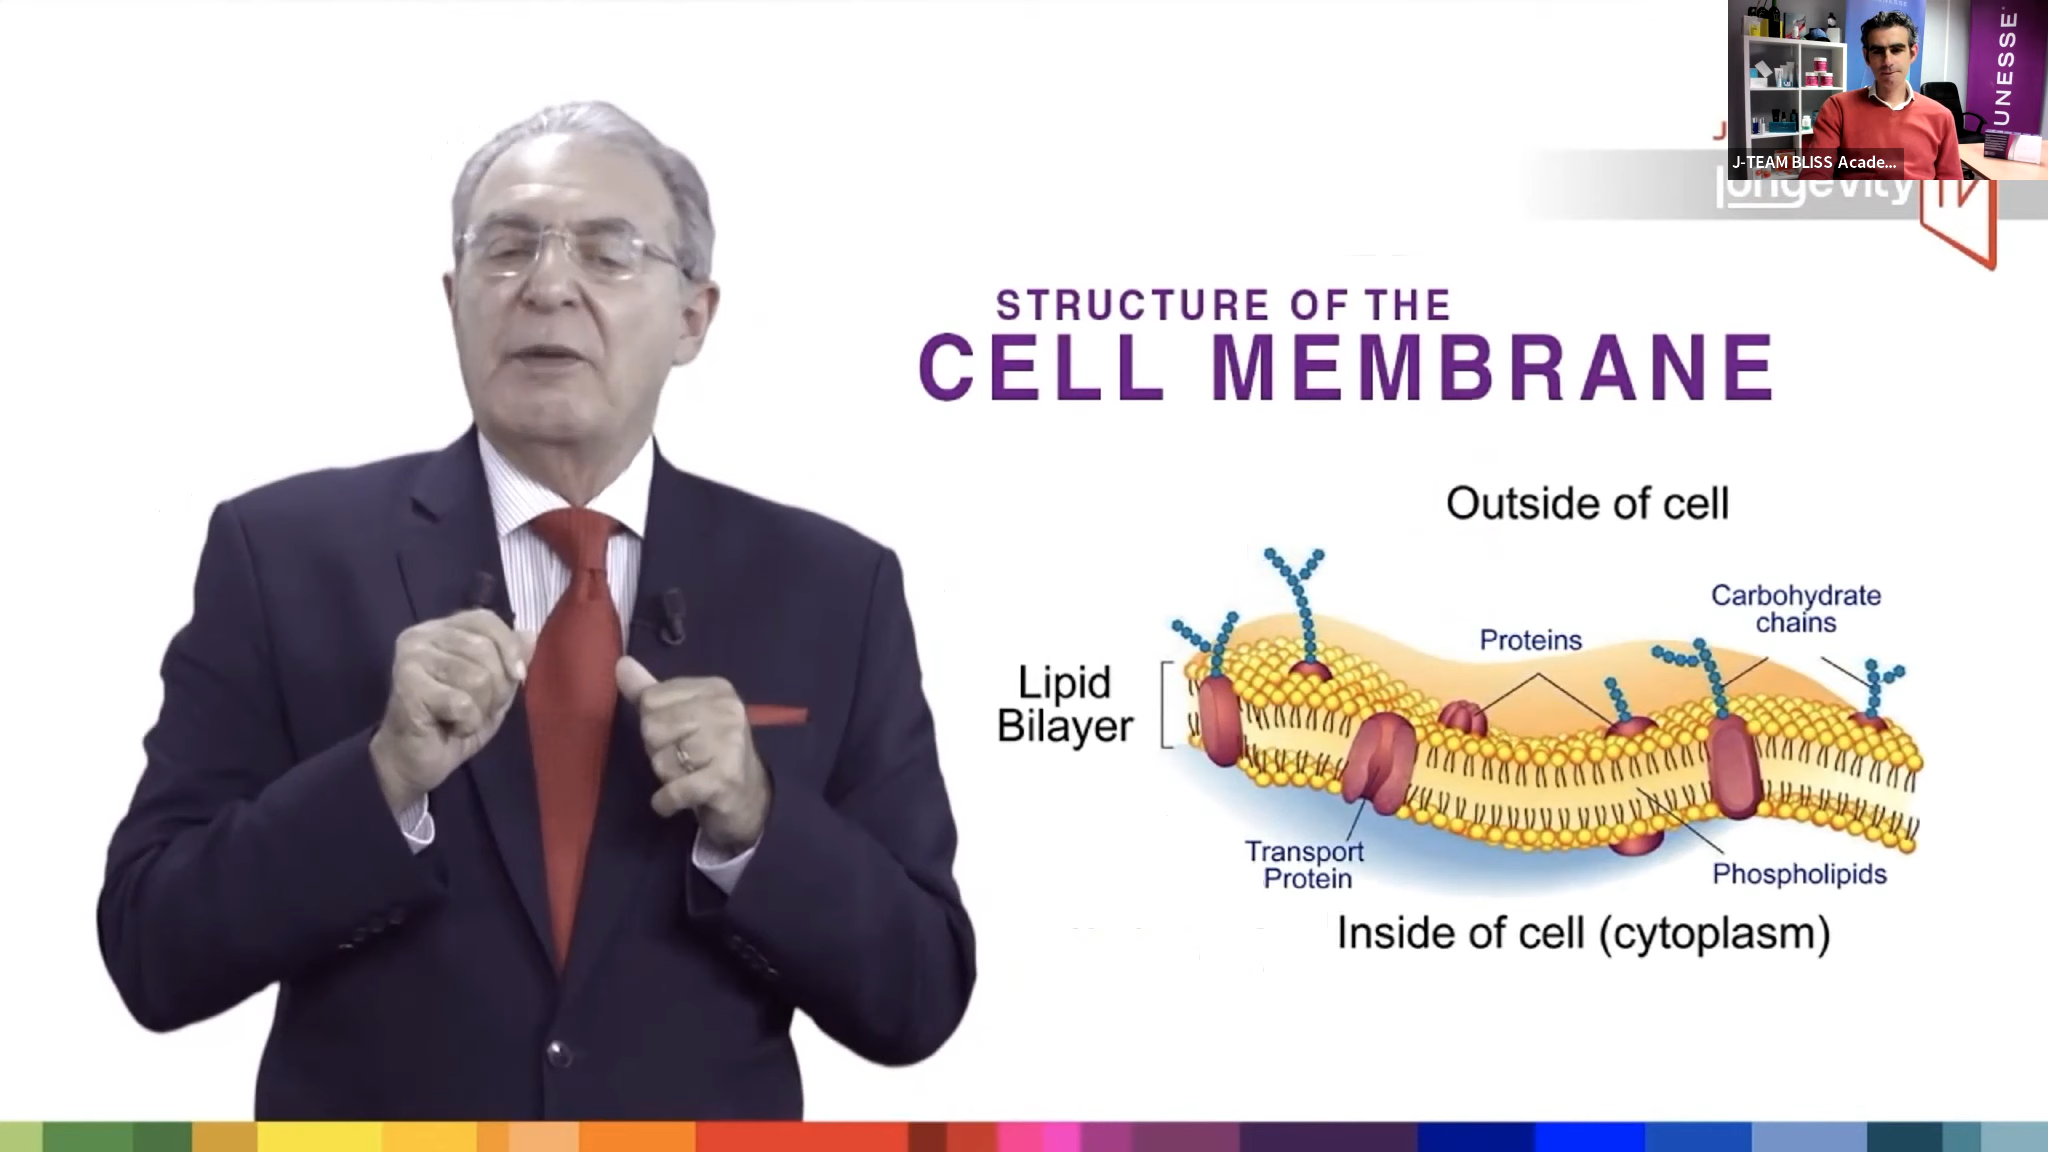 UNESSE
J-TEAM BLISS Acade...
longevity
TV
STRUCTURE OF THE
CELL MEMBRANE
Outside of cell
Carbohydrate
chains
Proteins
Lipid
Bilayer
Transport
Protein
Phospholipids
Inside of cell (cytoplasm)